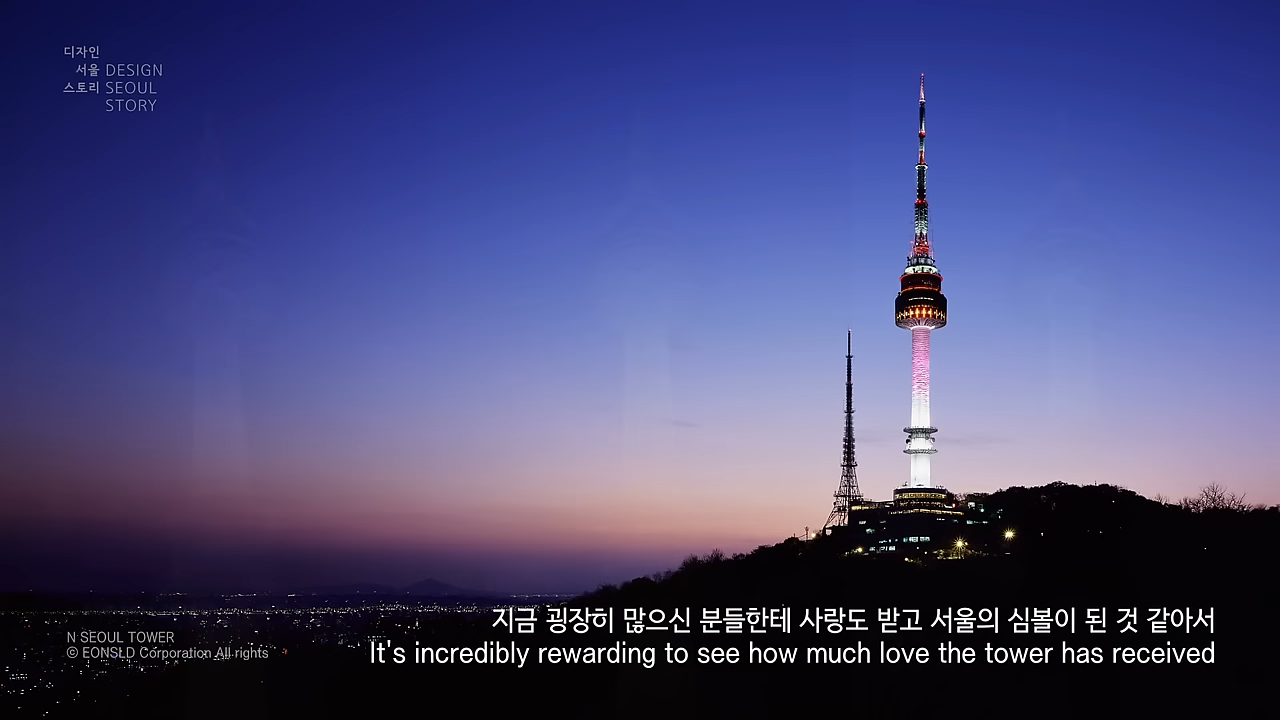 디자인
서울 DESIGN
스토리 SEOUL
STORY
지금 굉장히 많으신 분들한테 사랑도 받고 서울의 심볼이 된 것 같아서
It's incredibly rewarding to see how much love the tower has received
N SEOUL TOWER
© EONSLD Corporation All rights